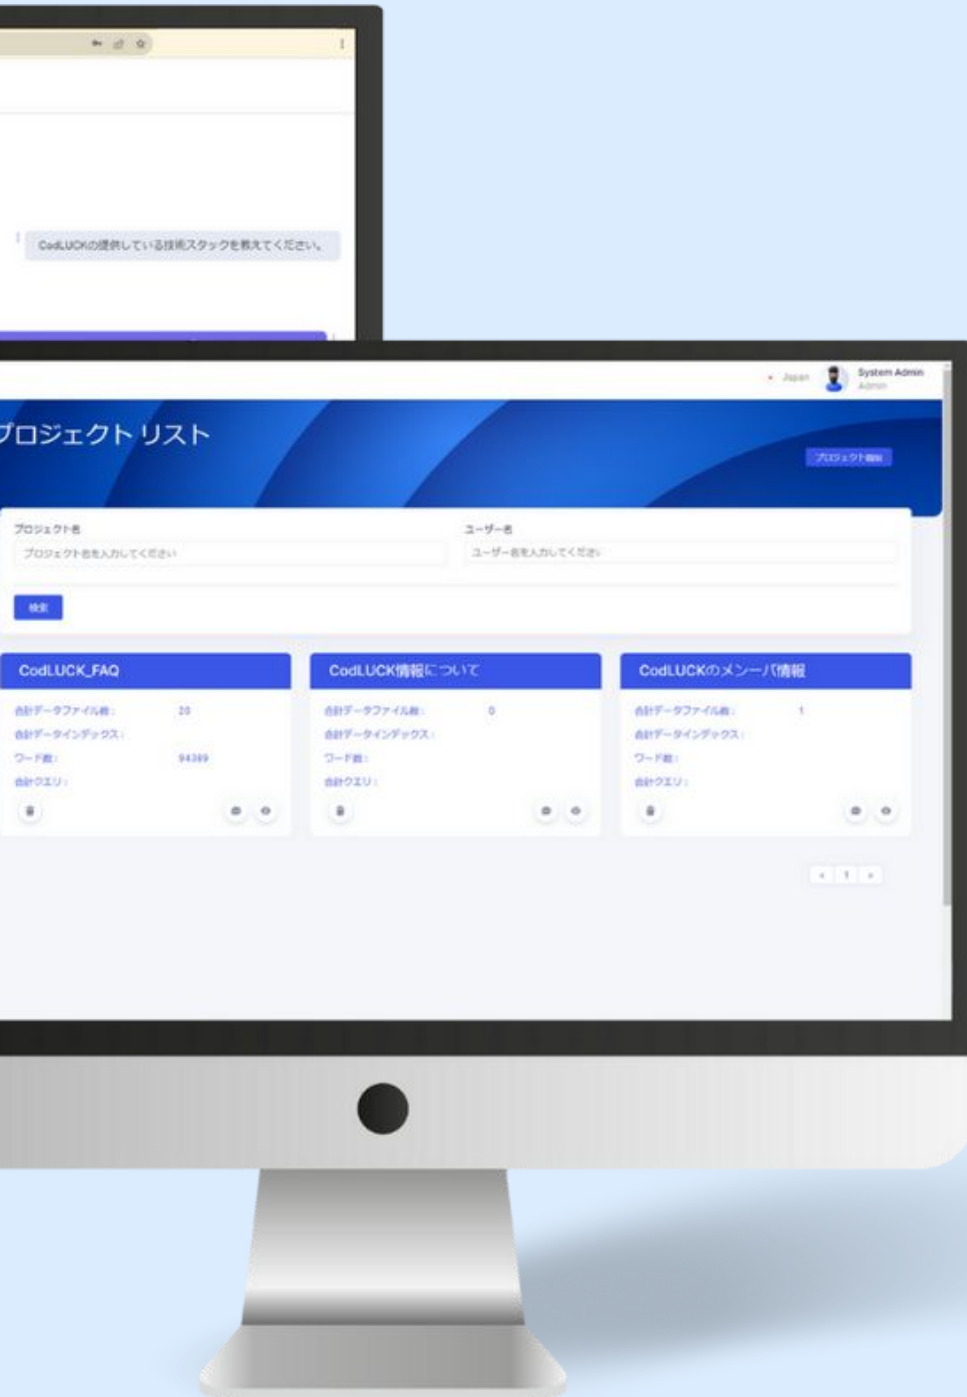 CodLUCKの提供している技術スタックを教えてください。
Japan
System Admin
Admin
プロジェクトリスト
プロジェクト名
ユーザー名
プロジェクト名を入力してください
ユーザー名を入力してください
検索
CodLUCK_FAQ
合計データファイル数： 20
合計データインデックス：
ワード数： 94389
合計クエリ：
CodLUCK情報について
合計データファイル数： 0
合計データインデックス：
ワード数：
合計クエリ：
CodLUCKのメンーバ情報
合計データファイル数： 1
合計データインデックス：
ワード数：
合計クエリ：
« 1 »